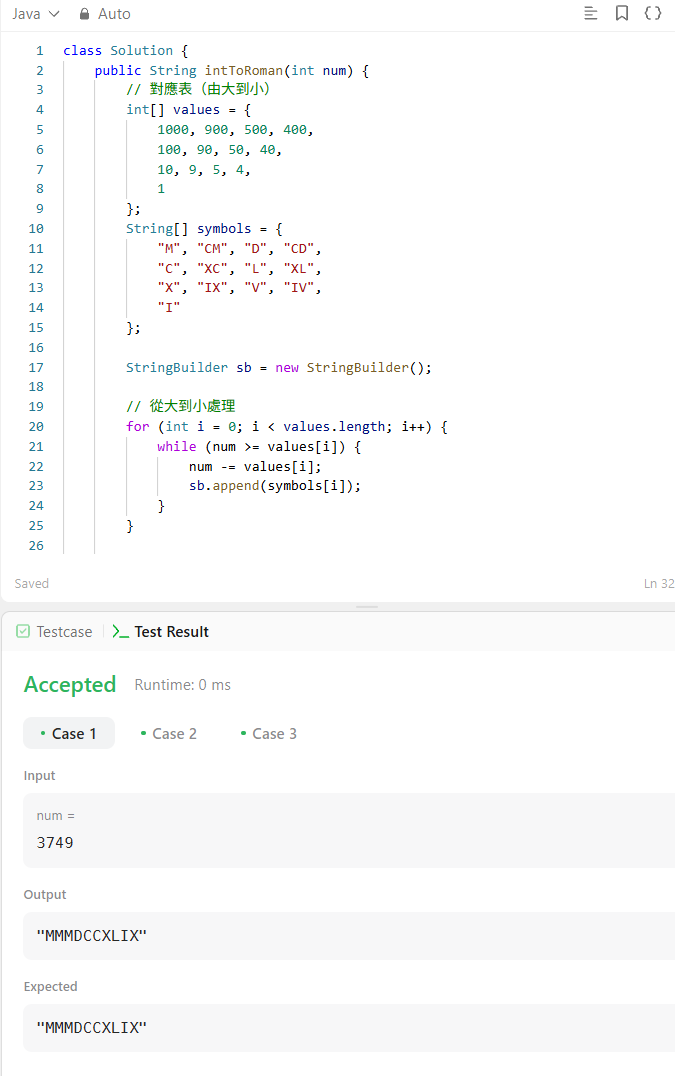 Java Auto
1 class Solution {
2 public String intToRoman(int num) {
3 // 對應表（由大到小）
4 int[] values = {
5 1000, 900, 500, 400,
6 100, 90, 50, 40,
7 10, 9, 5, 4,
8 1
9 };
10 String[] symbols = {
11 "M", "CM", "D", "CD",
12 "C", "XC", "L", "XL",
13 "X", "IX", "V", "IV",
14 "I"
15 };
16
17 StringBuilder sb = new StringBuilder();
18
19 // 從大到小處理
20 for (int i = 0; i < values.length; i++) {
21 while (num >= values[i]) {
22 num -= values[i];
23 sb.append(symbols[i]);
24 }
25 }
26
Saved Ln 32
Testcase Test Result
Accepted Runtime: 0 ms
Case 1 Case 2 Case 3
Input
num =
3749
Output
"MMMDCCXLIX"
Expected
"MMMDCCXLIX"